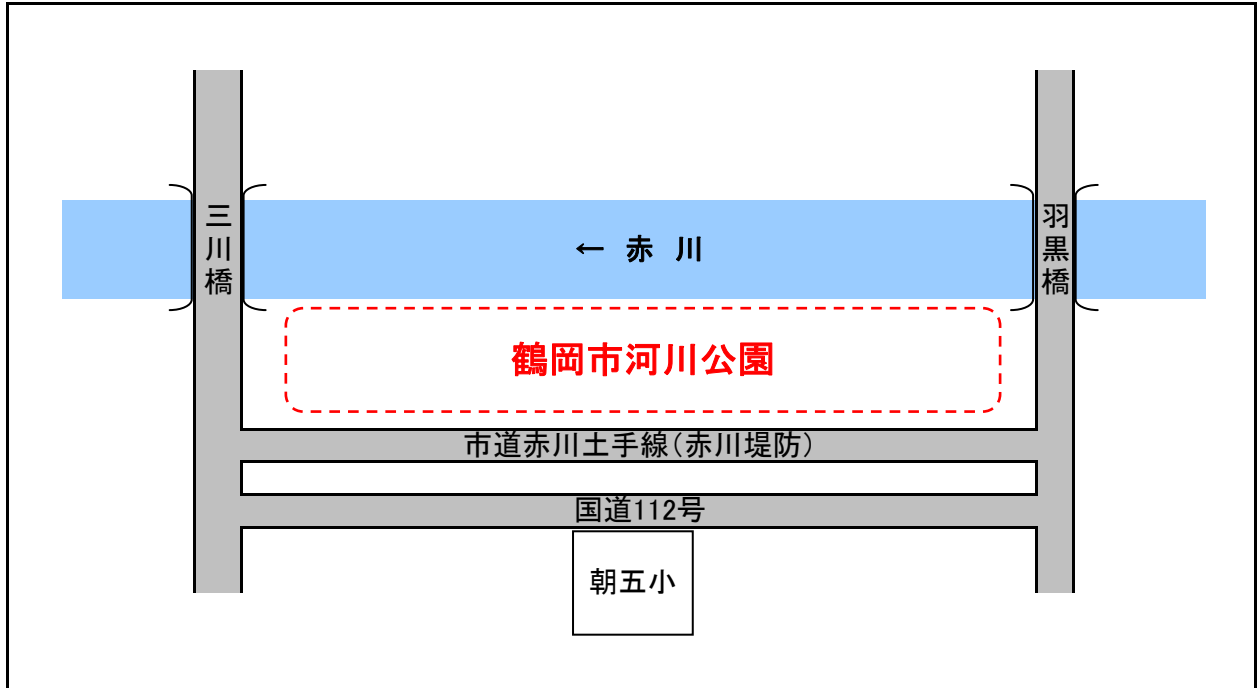 三川橋
羽黒橋
← 赤 川
鶴岡市河川公園
市道赤川土手線(赤川堤防)
国道112号
朝五小